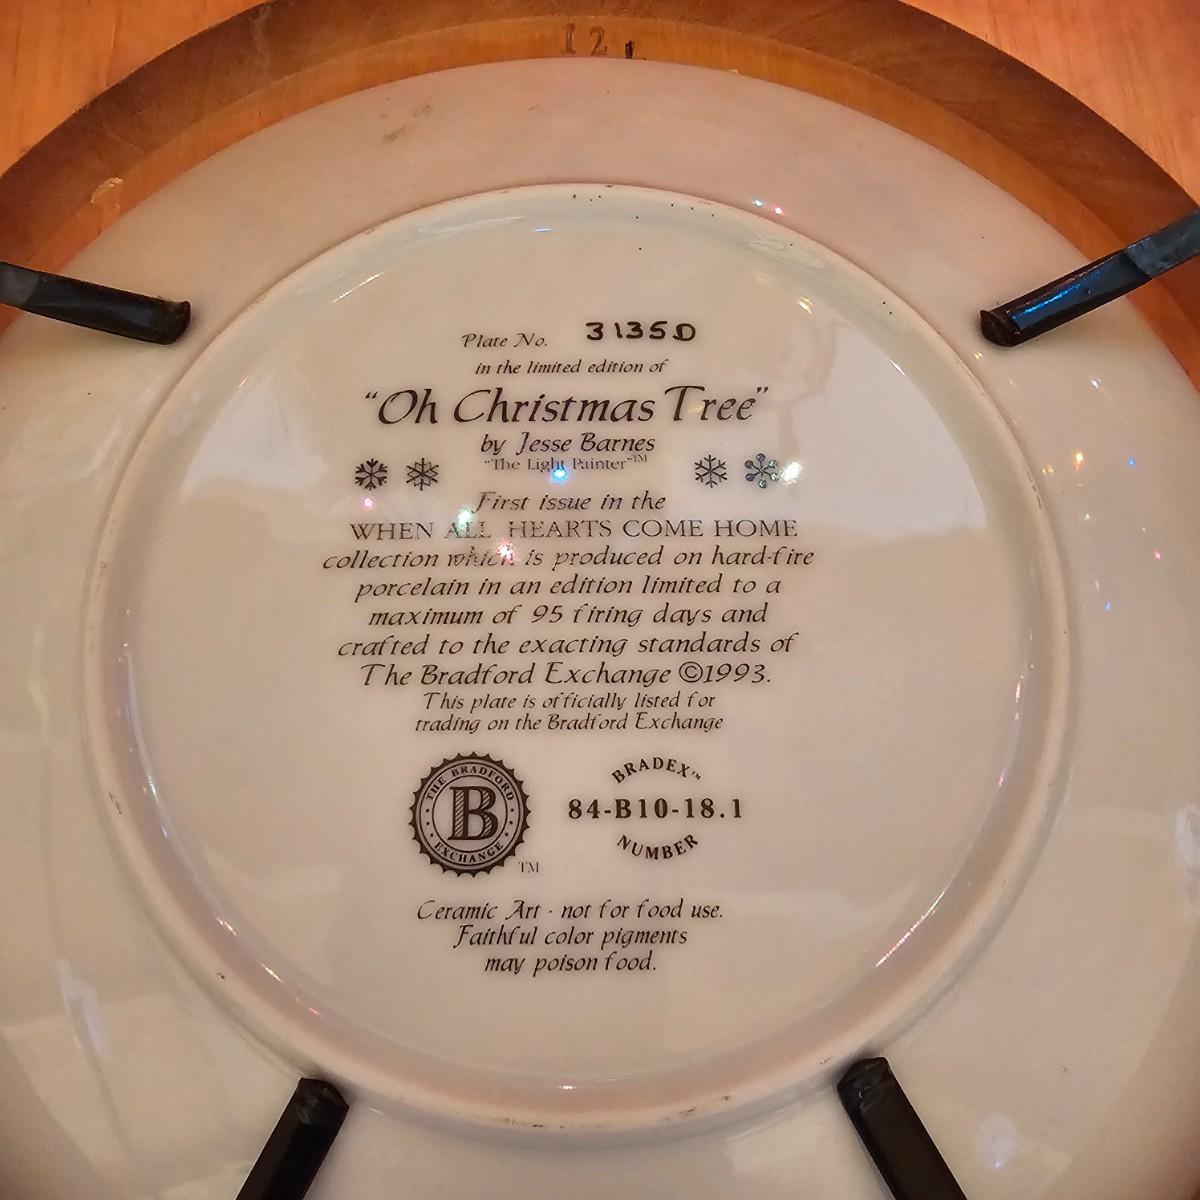 12
Plate No. 3135D
in the limited edition of
"Oh Christmas Tree"
by Jesse Barnes
"The Light Painter"™
First issue in the
WHEN ALL HEARTS COME HOME
collection which is produced on hard-fire
porcelain in an edition limited to a
maximum of 95 firing days and
crafted to the exacting standards of
The Bradford Exchange ©1993.
This plate is officially listed for
trading on the Bradford Exchange
THE BRADFORD
B
EXCHANGE
TM
BRADEX™
84-B10-18.1
NUMBER
Ceramic Art · not for food use.
Faithful color pigments
may poison food.